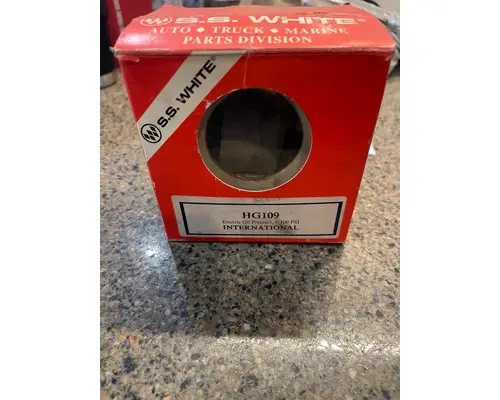 S.S. WHITE®
AUTO • TRUCK • MARINE
PARTS DIVISION
S.S. WHITE®
HG109
Electric Oil Pressure, 0-100 PSI
INTERNATIONAL